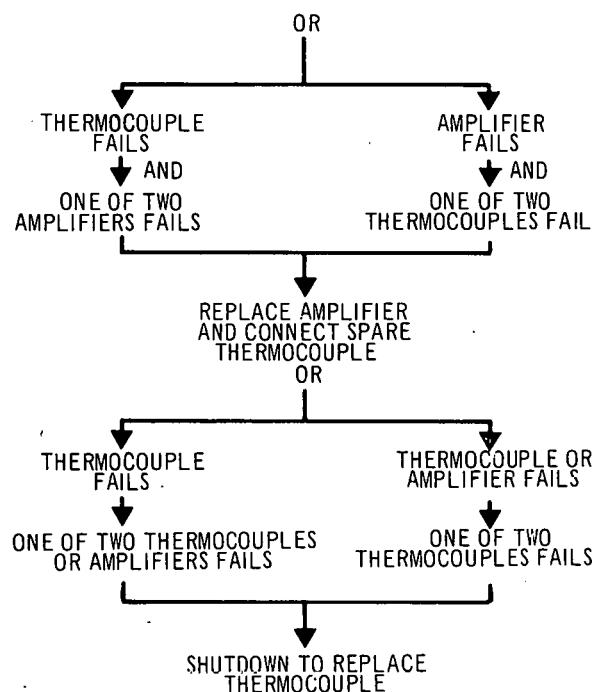 OR
THERMOCOUPLE
FAILS
AND
ONE OF TWO
AMPLIFIERS FAILS
AMPLIFIER
FAILS
AND
ONE OF TWO
THERMOCOUPLES FAIL
REPLACE AMPLIFIER
AND CONNECT SPARE
THERMOCOUPLE
OR
THERMOCOUPLE
FAILS
ONE OF TWO THERMOCOUPLES
OR AMPLIFIERS FAILS
THERMOCOUPLE OR
AMPLIFIER FAILS
ONE OF TWO
THERMOCOUPLES FAILS
SHUTDOWN TO REPLACE
THERMOCOUPLE